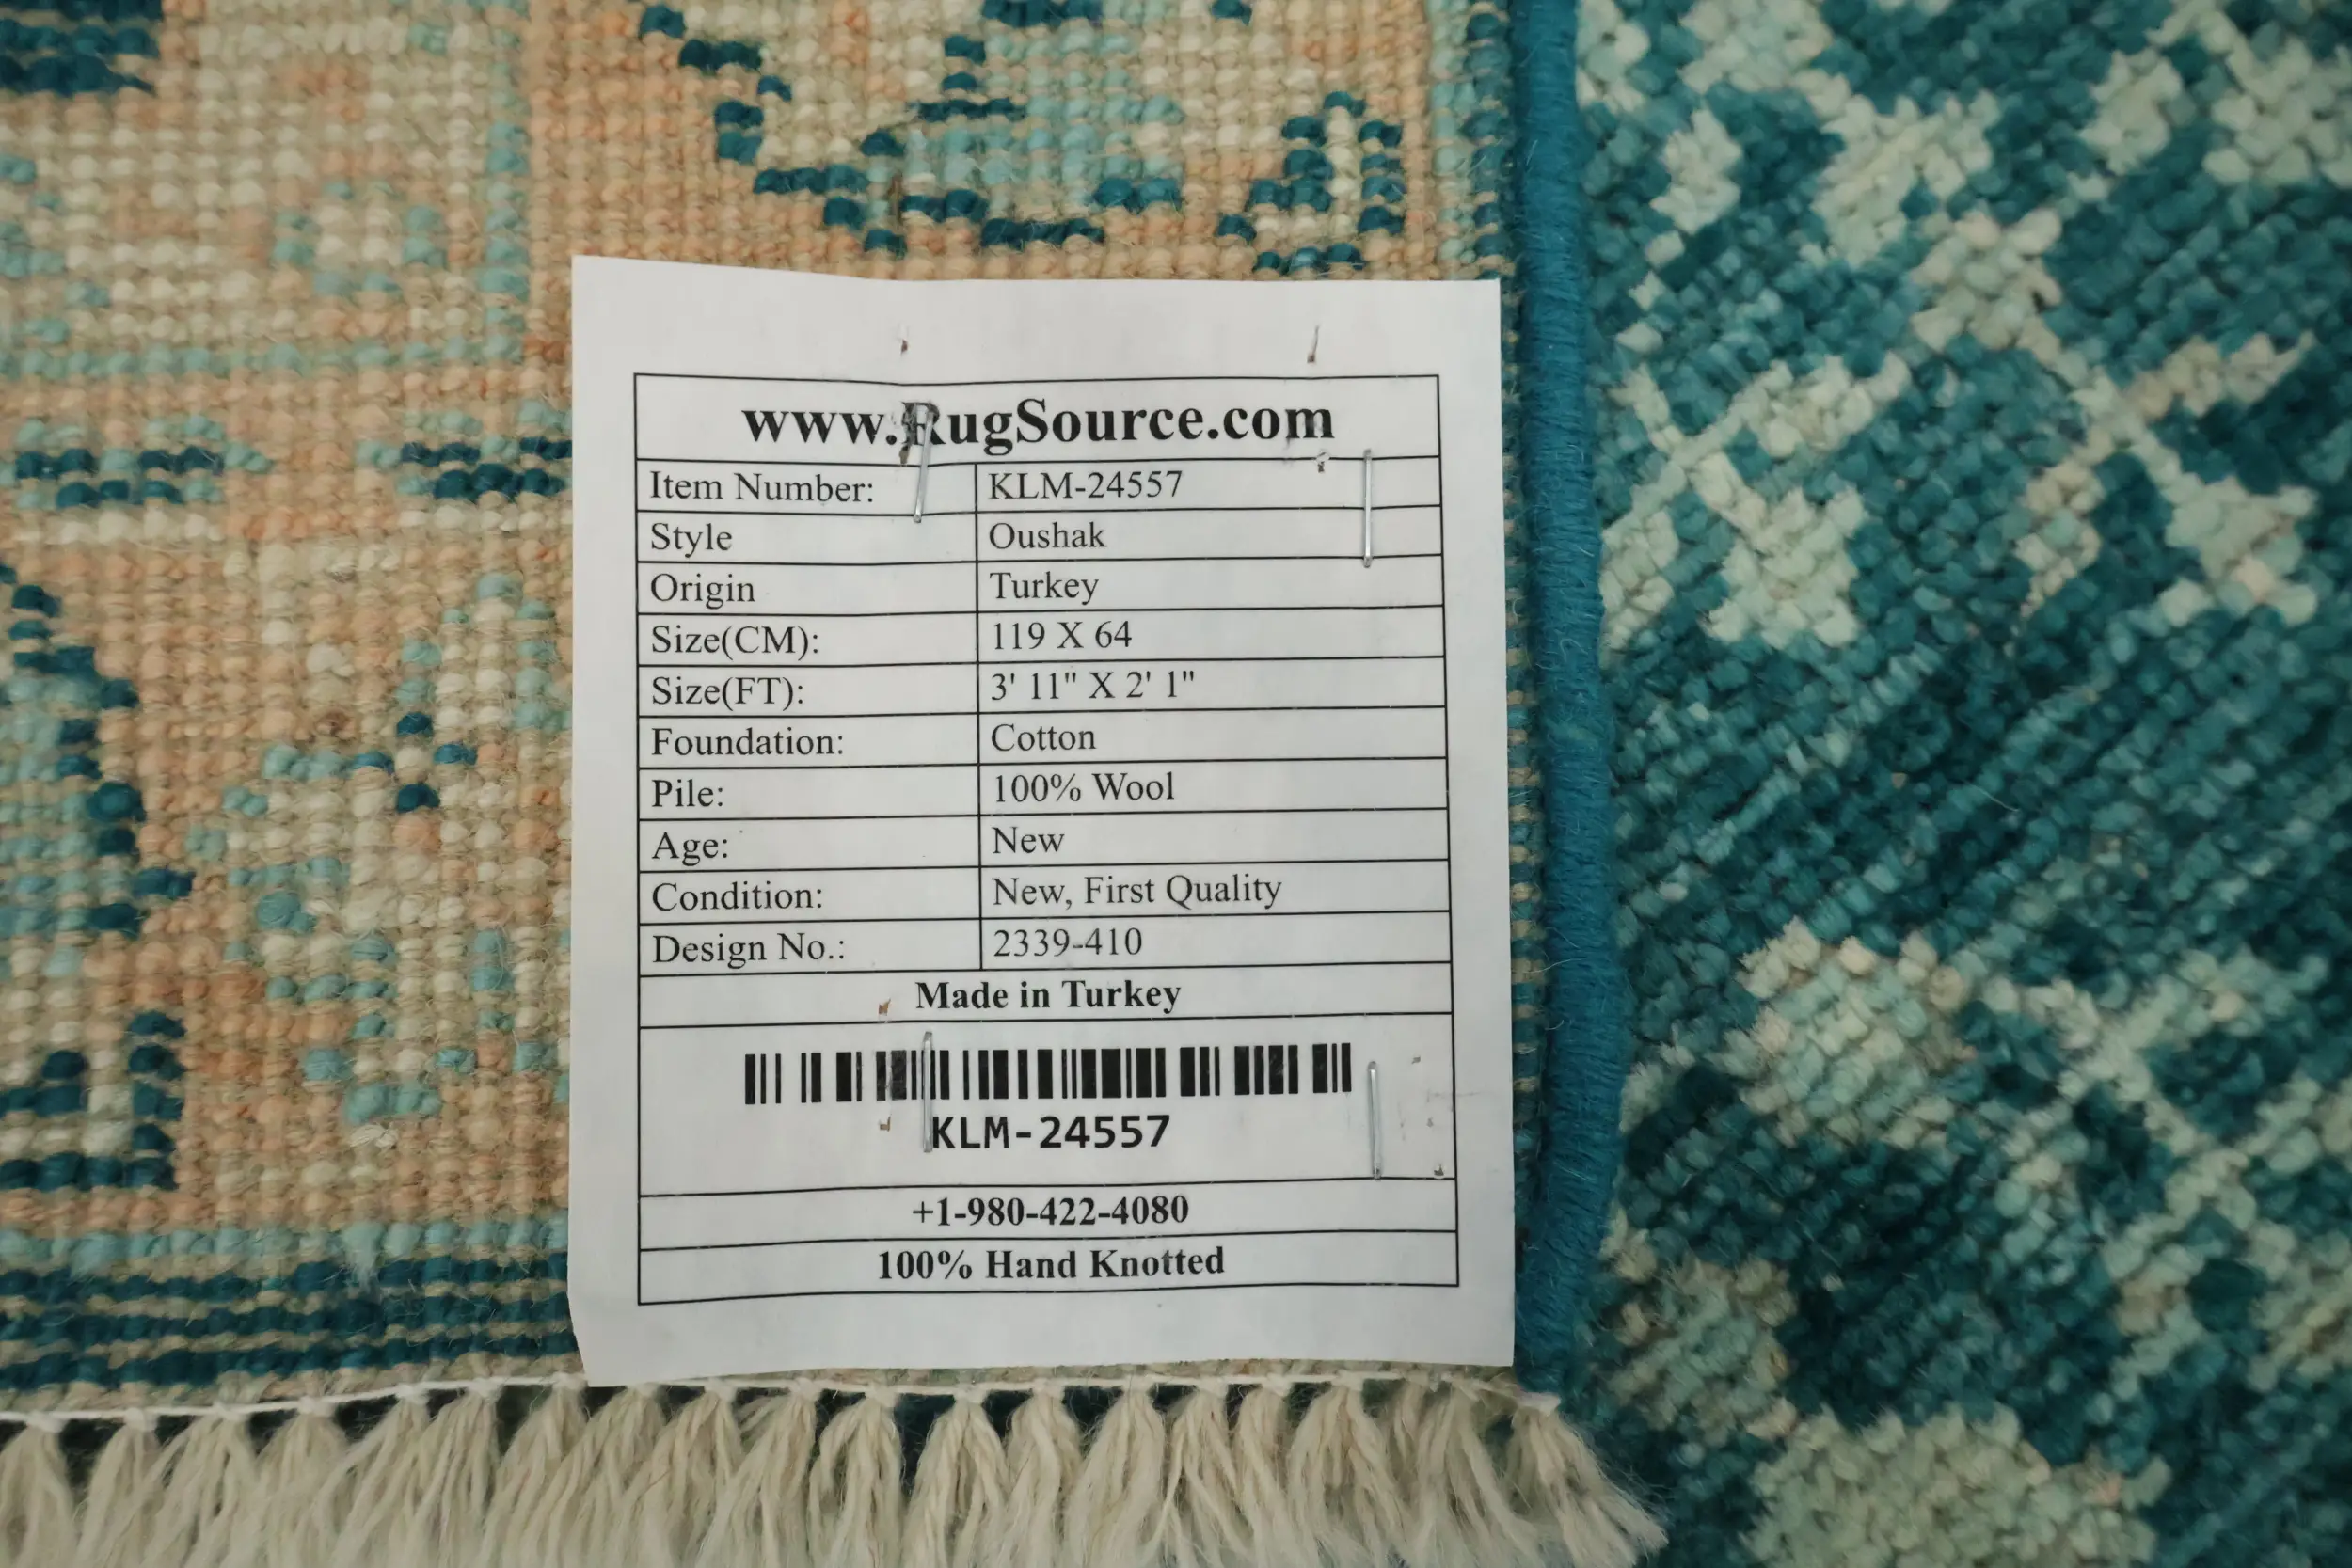 www.RugSource.com
Item Number: KLM-24557
Style Oushak
Origin Turkey
Size(CM): 119 X 64
Size(FT): 3' 11" X 2' 1"
Foundation: Cotton
Pile: 100% Wool
Age: New
Condition: New, First Quality
Design No.: 2339-410
Made in Turkey
KLM-24557
+1-980-422-4080
100% Hand Knotted